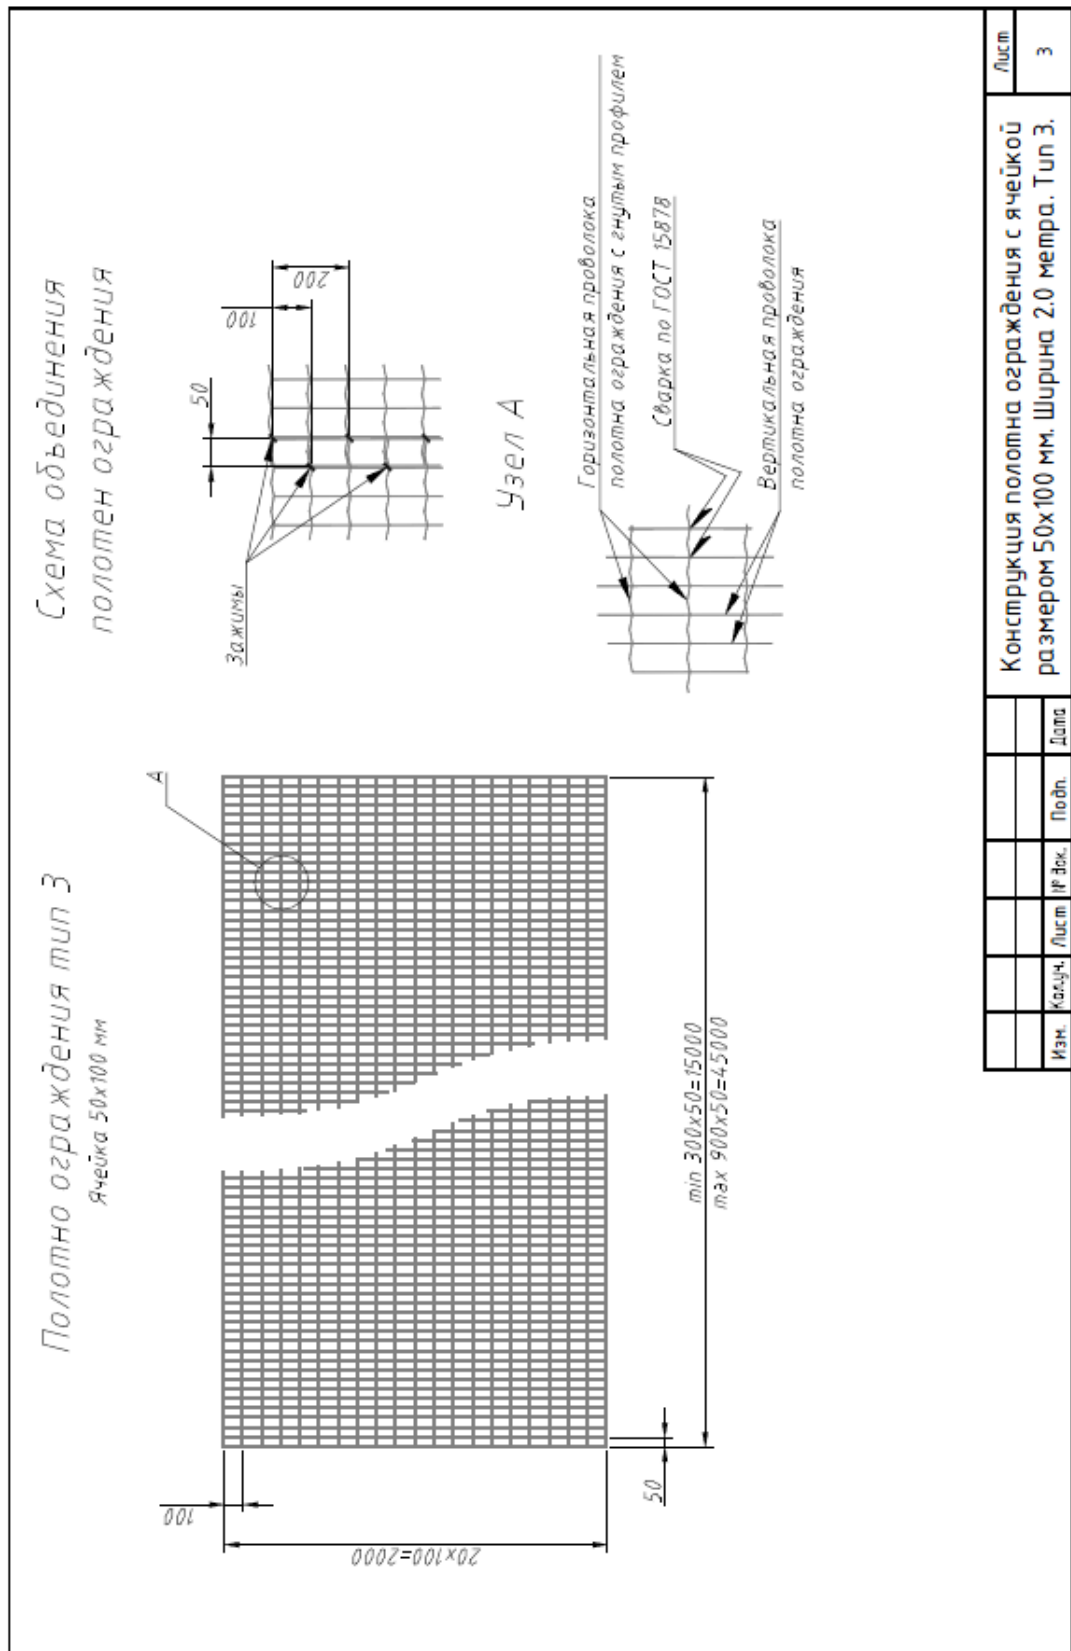 Полотно ограждения тип 3
Ячейка 50х100 мм
100
20х100=2000
50
min 300х50=15000
max 900х50=45000
А
Схема объединения
полотен ограждения
Зажимы
50
100
200
Узел А
Горизонтальная проволока
полотна ограждения с гнутым профилем
Сварка по ГОСТ 15878
Вертикальная проволока
полотна ограждения
Изм. Кол.уч. Лист № док. Подп. Дата
Конструкция полотна ограждения с ячейкой
размером 50х100 мм. Ширина 2.0 метра. Тип 3.
Лист
3